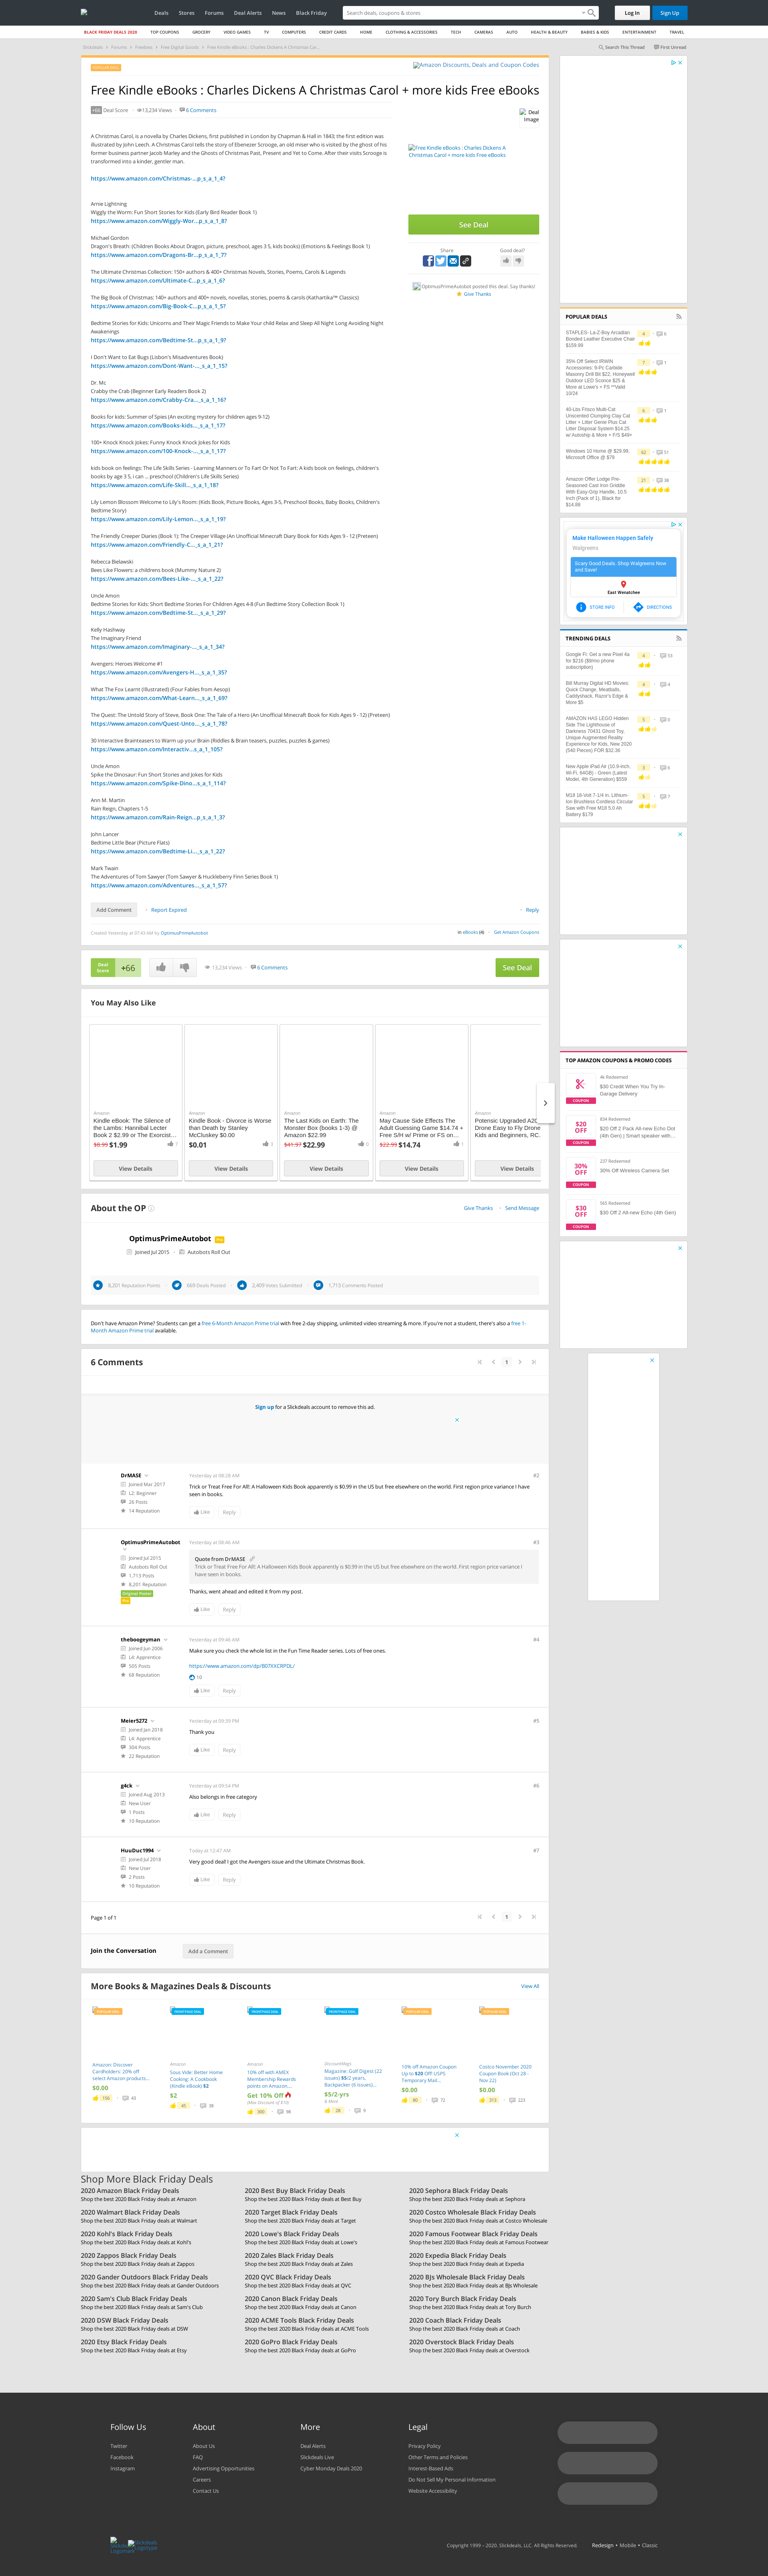 Deals Stores Forums Deal Alerts News Black Friday
Search deals, coupons & stores
Log In
Sign Up
BLACK FRIDAY DEALS 2020 TOP COUPONS GROCERY VIDEO GAMES TV COMPUTERS CREDIT CARDS HOME CLOTHING & ACCESSORIES TECH CAMERAS AUTO HEALTH & BEAUTY BABIES & KIDS ENTERTAINMENT TRAVEL
Slickdeals Forums Freebies Free Digital Goods Free Kindle eBooks : Charles Dickens A Christmas Car...
Search This Thread First Unread
POPULAR DEAL
Amazon Discounts, Deals and Coupon Codes
Free Kindle eBooks : Charles Dickens A Christmas Carol + more kids Free eBooks
+66 Deal Score 13,234 Views 6 Comments
Deal Image
A Christmas Carol, is a novella by Charles Dickens, first published in London by Chapman & Hall in 1843; the first edition was
illustrated by John Leech. A Christmas Carol tells the story of Ebenezer Scrooge, an old miser who is visited by the ghost of his
former business partner Jacob Marley and the Ghosts of Christmas Past, Present and Yet to Come. After their visits Scrooge is
transformed into a kinder, gentler man.
https://www.amazon.com/Christmas-...p_s_a_1_4?
Arnie Lightning
Wiggly the Worm: Fun Short Stories for Kids (Early Bird Reader Book 1)
https://www.amazon.com/Wiggly-Wor...p_s_a_1_8?
Michael Gordon
Dragon's Breath: (Children Books About Dragon, picture, preschool, ages 3 5, kids books) (Emotions & Feelings Book 1)
https://www.amazon.com/Dragons-Br...p_s_a_1_7?
The Ultimate Christmas Collection: 150+ authors & 400+ Christmas Novels, Stories, Poems, Carols & Legends
https://www.amazon.com/Ultimate-C...p_s_a_1_6?
The Big Book of Christmas: 140+ authors and 400+ novels, novellas, stories, poems & carols (Kathartika™ Classics)
https://www.amazon.com/Big-Book-C...p_s_a_1_5?
Bedtime Stories for Kids: Unicorns and Their Magic Friends to Make Your child Relax and Sleep All Night Long Avoiding Night
Awakenings
https://www.amazon.com/Bedtime-St...p_s_a_1_9?
I Don't Want to Eat Bugs (Lisbon's Misadventures Book)
https://www.amazon.com/Dont-Want-..._s_a_1_15?
Dr. Mc
Crabby the Crab (Beginner Early Readers Book 2)
https://www.amazon.com/Crabby-Cra..._s_a_1_16?
Books for kids: Summer of Spies (An exciting mystery for children ages 9-12)
https://www.amazon.com/Books-kids..._s_a_1_17?
100+ Knock Knock Jokes: Funny Knock Knock Jokes for Kids
https://www.amazon.com/100-Knock-..._s_a_1_17?
kids book on feelings: The Life Skills Series - Learning manners or To Fart Or Not To Fart: A kids book on feelings, children's
books by age 3 5, I can ... preschool (Children's Life Skills Series)
https://www.amazon.com/Life-Skill..._s_a_1_18?
Lily Lemon Blossom Welcome to Lily's Room: (Kids Book, Picture Books, Ages 3-5, Preschool Books, Baby Books, Children's
Bedtime Story)
https://www.amazon.com/Lily-Lemon..._s_a_1_19?
The Friendly Creeper Diaries (Book 1): The Creeper Village (An Unofficial Minecraft Diary Book for Kids Ages 9 - 12 (Preteen)
https://www.amazon.com/Friendly-C..._s_a_1_21?
Rebecca Bielawski
Bees Like Flowers: a childrens book (Mummy Nature 2)
https://www.amazon.com/Bees-Like-..._s_a_1_22?
Uncle Amon
Bedtime Stories for Kids: Short Bedtime Stories For Children Ages 4-8 (Fun Bedtime Story Collection Book 1)
https://www.amazon.com/Bedtime-St..._s_a_1_29?
Kelly Hashway
The Imaginary Friend
https://www.amazon.com/Imaginary-..._s_a_1_34?
Avengers: Heroes Welcome #1
https://www.amazon.com/Avengers-H..._s_a_1_35?
What The Fox Learnt (Illustrated) (Four Fables from Aesop)
https://www.amazon.com/What-Learn..._s_a_1_69?
The Quest: The Untold Story of Steve, Book One: The Tale of a Hero (An Unofficial Minecraft Book for Kids Ages 9 - 12) (Preteen)
https://www.amazon.com/Quest-Unto..._s_a_1_78?
30 Interactive Brainteasers to Warm up your Brain (Riddles & Brain teasers, puzzles, puzzles & games)
https://www.amazon.com/Interactiv...s_a_1_105?
Uncle Amon
Spike the Dinosaur: Fun Short Stories and Jokes for Kids
https://www.amazon.com/Spike-Dino...s_a_1_114?
Ann M. Martin
Rain Reign, Chapters 1-5
https://www.amazon.com/Rain-Reign...p_s_a_1_3?
John Lancer
Bedtime Little Bear (Picture Flats)
https://www.amazon.com/Bedtime-Li..._s_a_1_22?
Mark Twain
The Adventures of Tom Sawyer (Tom Sawyer & Huckleberry Finn Series Book 1)
https://www.amazon.com/Adventures..._s_a_1_57?
Free Kindle eBooks : Charles Dickens A
Christmas Carol + more kids Free eBooks
See Deal
Share Good deal?
OptimusPrimeAutobot posted this deal. Say thanks!
Give Thanks
Add Comment Report Expired Reply
Created Yesterday at 07:43 AM by OptimusPrimeAutobot
in eBooks (4) Get Amazon Coupons
Deal Score +66 13,234 Views 6 Comments See Deal
You May Also Like
Amazon
Kindle eBook: The Silence of
the Lambs: Hannibal Lecter
Book 2 $2.99 or The Exorcist...
$8.99 $1.99 7
View Details
Amazon
Kindle Book - Divorce is Worse
than Death by Stanley
McCluskey $0.00
$0.01 3
View Details
Amazon
The Last Kids on Earth: The
Monster Box (books 1-3) @
Amazon $22.99
$41.97 $22.99 0
View Details
Amazon
May Cause Side Effects The
Adult Guessing Game $14.74 +
Free S/H w/ Prime or FS on...
$22.99 $14.74 1
View Details
Amazon
Potensic Upgraded A20
Drone Easy to Fly Drone
Kids and Beginners, RC
View Details
About the OP
Give Thanks Send Message
OptimusPrimeAutobot Pro
Joined Jul 2015 Autobots Roll Out
8,201 Reputation Points 669 Deals Posted 2,409 Votes Submitted 1,713 Comments Posted
Don't have Amazon Prime? Students can get a free 6-Month Amazon Prime trial with free 2-day shipping, unlimited video streaming & more. If you're not a student, there's also a free 1-
Month Amazon Prime trial available.
6 Comments
1
Sign up for a Slickdeals account to remove this ad.
DrMASE
Joined Mar 2017
L2: Beginner
26 Posts
14 Reputation
Yesterday at 08:28 AM #2
Trick or Treat Free For Alf!: A Halloween Kids Book apparently is $0.99 in the US but free elsewhere on the world. First region price variance I have
seen in books.
Like Reply
OptimusPrimeAutobot
Joined Jul 2015
Autobots Roll Out
1,713 Posts
8,201 Reputation
Original Poster
Pro
Yesterday at 08:46 AM #3
Quote from DrMASE
Trick or Treat Free For Alf!: A Halloween Kids Book apparently is $0.99 in the US but free elsewhere on the world. First region price variance I
have seen in books.
Thanks, went ahead and edited it from my post.
Like Reply
theboogeyman
Joined Jun 2006
L4: Apprentice
505 Posts
68 Reputation
Yesterday at 09:46 AM #4
Make sure you check the whole list in the Fun Time Reader series. Lots of free ones.
https://www.amazon.com/dp/B07XXCRPDL/
10
Like Reply
Meier5272
Joined Jan 2018
L4: Apprentice
304 Posts
22 Reputation
Yesterday at 09:39 PM #5
Thank you
Like Reply
g4ck
Joined Aug 2013
New User
1 Posts
10 Reputation
Yesterday at 09:54 PM #6
Also belongs in free category
Like Reply
HuuDuc1994
Joined Jul 2018
New User
2 Posts
10 Reputation
Today at 12:47 AM #7
Very good deal! I got the Avengers issue and the Ultimate Christmas Book.
Like Reply
Page 1 of 1
1
Join the Conversation
Add a Comment
More Books & Magazines Deals & Discounts
View All
POPULAR DEAL
Amazon: Discover
Cardholders: 20% off
select Amazon products...
$0.00
156 43
FRONTPAGE DEAL
Amazon
Sous Vide: Better Home
Cooking: A Cookbook
(Kindle eBook) $2
$2
45 38
FRONTPAGE DEAL
Amazon
10% off with AMEX
Membership Rewards
points on Amazon...
Get 10% Off
(Max Discount of $10)
300 98
FRONTPAGE DEAL
DiscountMags
Magazine: Golf Digest (22
issues) $5/2 years,
Backpacker (6 issues)...
$5/2-yrs
& More
28 9
POPULAR DEAL
10% off Amazon Coupon
Up to $20 OFF USPS
Temporary Mail...
$0.00
80 72
POPULAR DEAL
Costco November 2020
Coupon Book (Oct 28 -
Nov 22)
$0.00
313 223
Shop More Black Friday Deals
2020 Amazon Black Friday Deals
Shop the best 2020 Black Friday deals at Amazon
2020 Best Buy Black Friday Deals
Shop the best 2020 Black Friday deals at Best Buy
2020 Sephora Black Friday Deals
Shop the best 2020 Black Friday deals at Sephora
2020 Walmart Black Friday Deals
Shop the best 2020 Black Friday deals at Walmart
2020 Target Black Friday Deals
Shop the best 2020 Black Friday deals at Target
2020 Costco Wholesale Black Friday Deals
Shop the best 2020 Black Friday deals at Costco Wholesale
2020 Kohl's Black Friday Deals
Shop the best 2020 Black Friday deals at Kohl's
2020 Lowe's Black Friday Deals
Shop the best 2020 Black Friday deals at Lowe's
2020 Famous Footwear Black Friday Deals
Shop the best 2020 Black Friday deals at Famous Footwear
2020 Zappos Black Friday Deals
Shop the best 2020 Black Friday deals at Zappos
2020 Zales Black Friday Deals
Shop the best 2020 Black Friday deals at Zales
2020 Expedia Black Friday Deals
Shop the best 2020 Black Friday deals at Expedia
2020 Gander Outdoors Black Friday Deals
Shop the best 2020 Black Friday deals at Gander Outdoors
2020 QVC Black Friday Deals
Shop the best 2020 Black Friday deals at QVC
2020 BJs Wholesale Black Friday Deals
Shop the best 2020 Black Friday deals at BJs Wholesale
2020 Sam's Club Black Friday Deals
Shop the best 2020 Black Friday deals at Sam's Club
2020 Canon Black Friday Deals
Shop the best 2020 Black Friday deals at Canon
2020 Tory Burch Black Friday Deals
Shop the best 2020 Black Friday deals at Tory Burch
2020 DSW Black Friday Deals
Shop the best 2020 Black Friday deals at DSW
2020 ACME Tools Black Friday Deals
Shop the best 2020 Black Friday deals at ACME Tools
2020 Coach Black Friday Deals
Shop the best 2020 Black Friday deals at Coach
2020 Etsy Black Friday Deals
Shop the best 2020 Black Friday deals at Etsy
2020 GoPro Black Friday Deals
Shop the best 2020 Black Friday deals at GoPro
2020 Overstock Black Friday Deals
Shop the best 2020 Black Friday deals at Overstock
POPULAR DEALS
STAPLES- La-Z-Boy Arcadian
Bonded Leather Executive Chair
$159.99
4 6
35% Off Select IRWIN
Accessories: 9-Pc Carbide
Masonry Drill Bit $22, Honeywell
Outdoor LED Sconce $25 &
More at Lowe's + FS **Valid
10/24
7 1
40-Lbs Frisco Multi-Cat
Unscented Clumping Clay Cat
Litter + Litter Genie Plus Cat
Litter Disposal System $14.25
w/ Autoship & More + F/S $49+
6 1
Windows 10 Home @ $29.99,
Microsoft Office @ $79
62 51
Amazon Offer Lodge Pre-
Seasoned Cast Iron Griddle
With Easy-Grip Handle, 10.5
Inch (Pack of 1), Black for
$14.88
21 38
Make Halloween Happen Safely
Walgreens
Scary Good Deals. Shop Walgreens Now
and Save!
East Wenatchee
STORE INFO DIRECTIONS
TRENDING DEALS
Google Fi: Get a new Pixel 4a
for $216 ($9/mo phone
subscription)
4 53
Bill Murray Digital HD Movies:
Quick Change, Meatballs,
Caddyshack, Razor's Edge &
More $5
4 4
AMAZON HAS LEGO Hidden
Side The Lighthouse of
Darkness 70431 Ghost Toy,
Unique Augmented Reality
Experience for Kids, New 2020
(540 Pieces) FOR $32.36
5 0
New Apple iPad Air (10.9-inch,
Wi-Fi, 64GB) - Green (Latest
Model, 4th Generation) $559
3 6
M18 18-Volt 7-1/4 in. Lithium-
Ion Brushless Cordless Circular
Saw with Free M18 5.0 Ah
Battery $179
5 7
TOP AMAZON COUPONS & PROMO CODES
46 Redeemed
$30 Credit When You Try In-
Garage Delivery
COUPON
$20 OFF
834 Redeemed
$20 Off 2 Pack All-new Echo Dot
(4th Gen) | Smart speaker with...
COUPON
30% OFF
237 Redeemed
30% Off Wireless Camera Set
COUPON
$30 OFF
565 Redeemed
$30 Off 2 All-new Echo (4th Gen)
COUPON
Follow Us
Twitter
Facebook
Instagram
About
About Us
FAQ
Advertising Opportunities
Careers
Contact Us
More
Deal Alerts
Slickdeals Live
Cyber Monday Deals 2020
Legal
Privacy Policy
Other Terms and Policies
Interest-Based Ads
Do Not Sell My Personal Information
Website Accessibility
Copyright 1999 - 2020. Slickdeals, LLC. All Rights Reserved. Redesign • Mobile • Classic